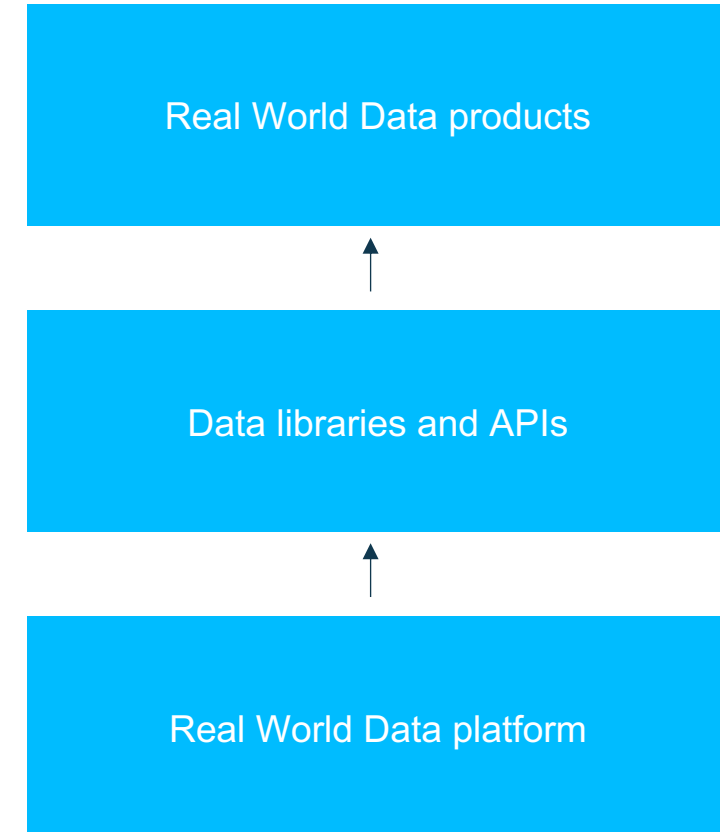 Real World Data products
Data libraries and APIs
Real World Data platform